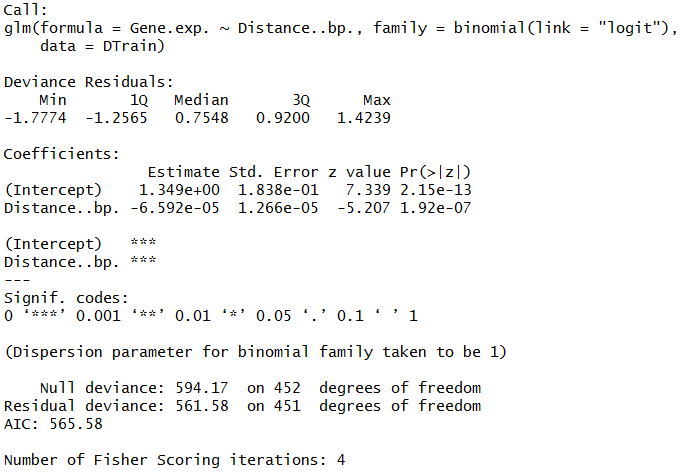 Call:
glm(formula = Gene.exp. ~ Distance..bp., family = binomial(link = "logit"),
    data = DTrain)
Deviance Residuals:
    Min       1Q   Median       3Q      Max
-1.7774  -1.2565   0.7548   0.9200   1.4239
Coefficients:
                Estimate Std. Error z value Pr(>|z|)
(Intercept)    1.349e+00  1.838e-01   7.339 2.15e-13
Distance..bp. -6.592e-05  1.266e-05  -5.207 1.92e-07
(Intercept)   ***
Distance..bp. ***
---
Signif. codes:
0 ‘***’ 0.001 ‘**’ 0.01 ‘*’ 0.05 ‘.’ 0.1 ‘ ’ 1
(Dispersion parameter for binomial family taken to be 1)
    Null deviance: 594.17  on 452  degrees of freedom
Residual deviance: 561.58  on 451  degrees of freedom
AIC: 565.58
Number of Fisher Scoring iterations: 4